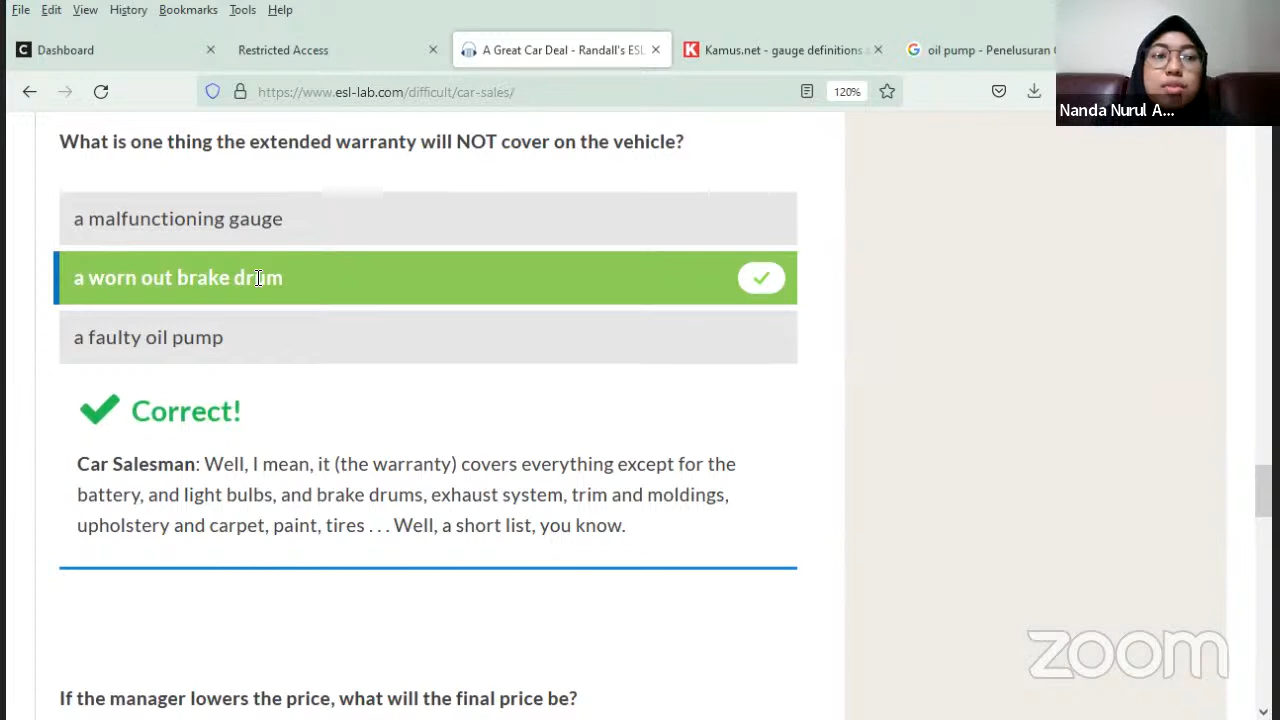 File Edit View History Bookmarks Tools Help
Dashboard
Restricted Access
A Great Car Deal - Randall's ESL
Kamus.net - gauge definitions
oil pump - Penelusuran
https://www.esl-lab.com/difficult/car-sales/
120%
Nanda Nurul A...
What is one thing the extended warranty will NOT cover on the vehicle?
a malfunctioning gauge
a worn out brake drum
a faulty oil pump
Correct!
Car Salesman: Well, I mean, it (the warranty) covers everything except for the
battery, and light bulbs, and brake drums, exhaust system, trim and moldings,
upholstery and carpet, paint, tires . . . Well, a short list, you know.
zoom
If the manager lowers the price, what will the final price be?